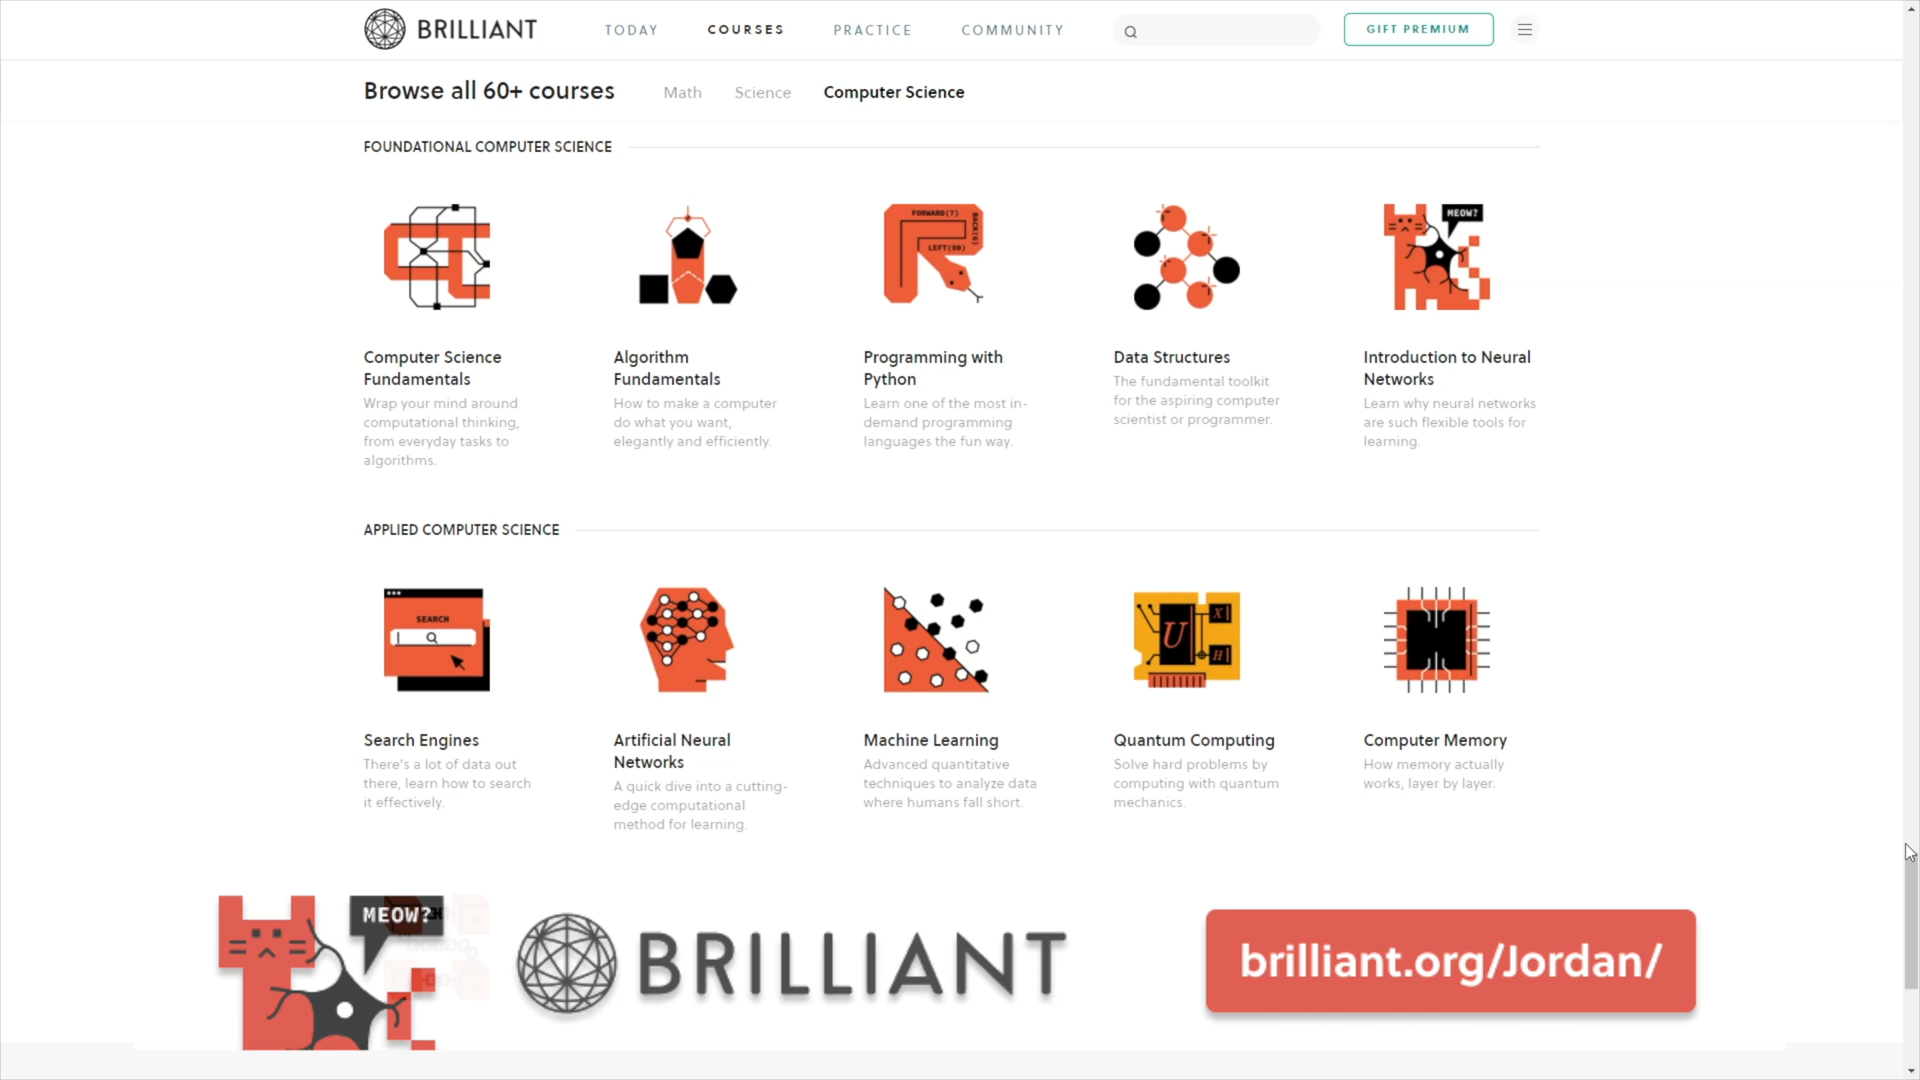 BRILLIANT
TODAY
COURSES
PRACTICE
COMMUNITY
GIFT PREMIUM
Browse all 60+ courses
Math
Science
Computer Science
FOUNDATIONAL COMPUTER SCIENCE
FORWARD(7)
BACK(6)
LEFT(90)
MEOW?
Computer Science
Fundamentals
Wrap your mind around
computational thinking,
from everyday tasks to
algorithms.
Algorithm
Fundamentals
How to make a computer
do what you want,
elegantly and efficiently.
Programming with
Python
Learn one of the most in-
demand programming
languages the fun way.
Data Structures
The fundamental toolkit
for the aspiring computer
scientist or programmer.
Introduction to Neural
Networks
Learn why neural networks
are such flexible tools for
learning.
APPLIED COMPUTER SCIENCE
SEARCH
U
X
H
Search Engines
There's a lot of data out
there, learn how to search
it effectively.
Artificial Neural
Networks
A quick dive into a cutting-
edge computational
method for learning.
Machine Learning
Advanced quantitative
techniques to analyze data
where humans fall short.
Quantum Computing
Solve hard problems by
computing with quantum
mechanics.
Computer Memory
How memory actually
works, layer by layer.
MEOW?
BRILLIANT
brilliant.org/Jordan/